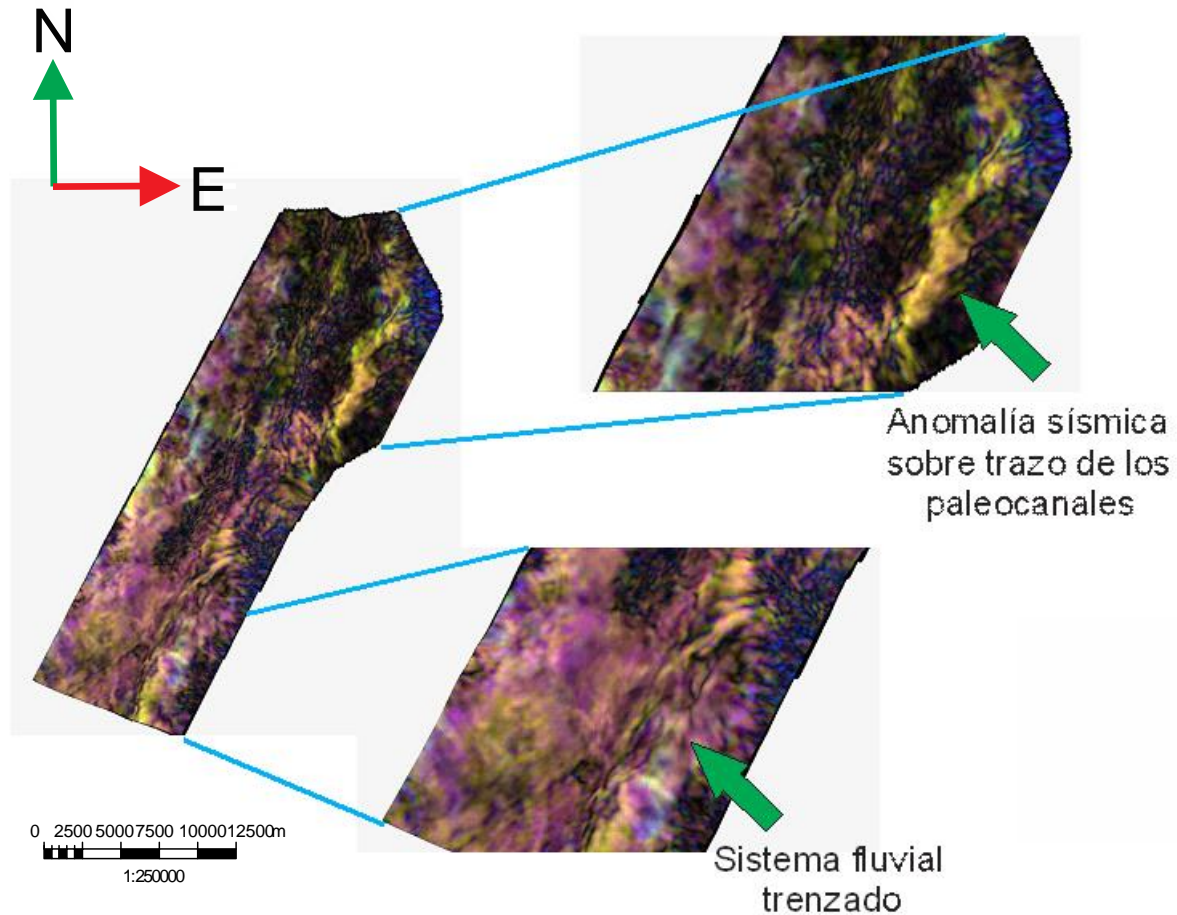 N
E
Anomalía sísmica
sobre trazo de los
paleocanales
0 2500 5000 7500 10000 12500m
1:250000
Sistema fluvial
trenzado